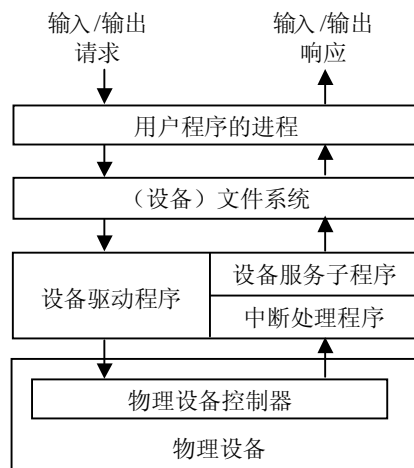 输入/输出
请求
输入/输出
响应
用户程序的进程
（设备）文件系统
设备驱动程序
设备服务子程序
中断处理程序
物理设备控制器
物理设备